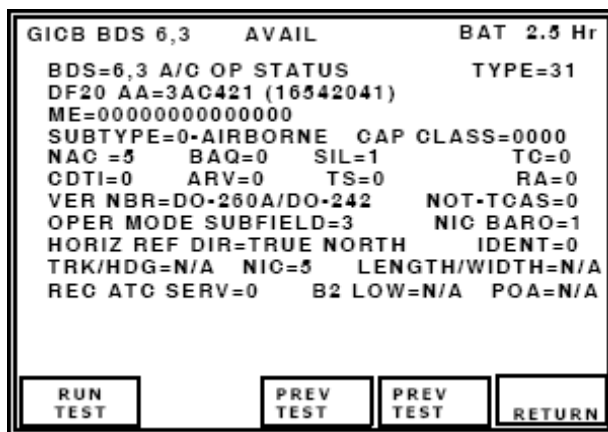 GICB BDS 6,3 AVAIL BAT 2.5 Hr
BDS=6,3 A/C OP STATUS TYPE=31
DF20 AA=3AC421 (16542041)
ME=00000000000000
SUBTYPE=0-AIRBORNE CAP CLASS=0000
NAC =5 BAQ=0 SIL=1 TC=0
CDTI=0 ARV=0 TS=0 RA=0
VER NBR=DO-260A/DO-242 NOT-TCAS=0
OPER MODE SUBFIELD=3 NIC BARO=1
HORIZ REF DIR=TRUE NORTH IDENT=0
TRK/HDG=N/A NIC=5 LENGTH/WIDTH=N/A
REC ATC SERV=0 B2 LOW=N/A POA=N/A
RUN TEST PREV TEST PREV TEST RETURN